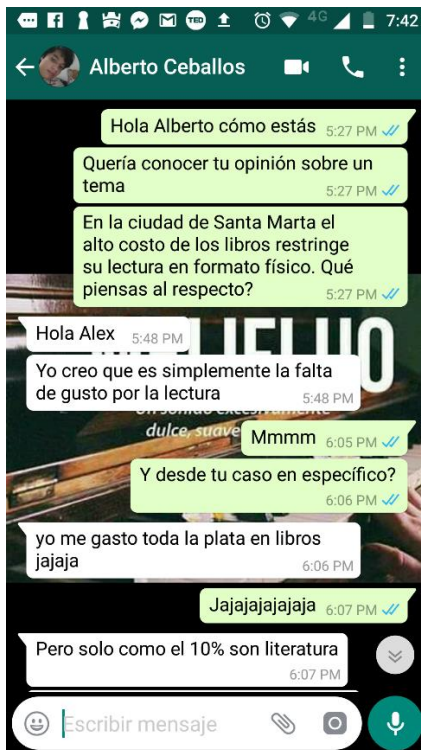 TED
4G
7:42
Alberto Ceballos
Hola Alberto cómo estás 5:27 PM
Quería conocer tu opinión sobre un
tema
5:27 PM
En la ciudad de Santa Marta el
alto costo de los libros restringe
su lectura en formato físico. Qué
piensas al respecto?
5:27 PM
Hola Alex 5:48 PM
Yo creo que es simplemente la falta
de gusto por la lectura
5:48 PM
dulce, suave
Mmmm 6:05 PM
Y desde tu caso en específico?
6:06 PM
yo me gasto toda la plata en libros
jajaja
6:06 PM
Jajajajajajaja 6:07 PM
Pero solo como el 10% son literatura
6:07 PM
Escribir mensaje